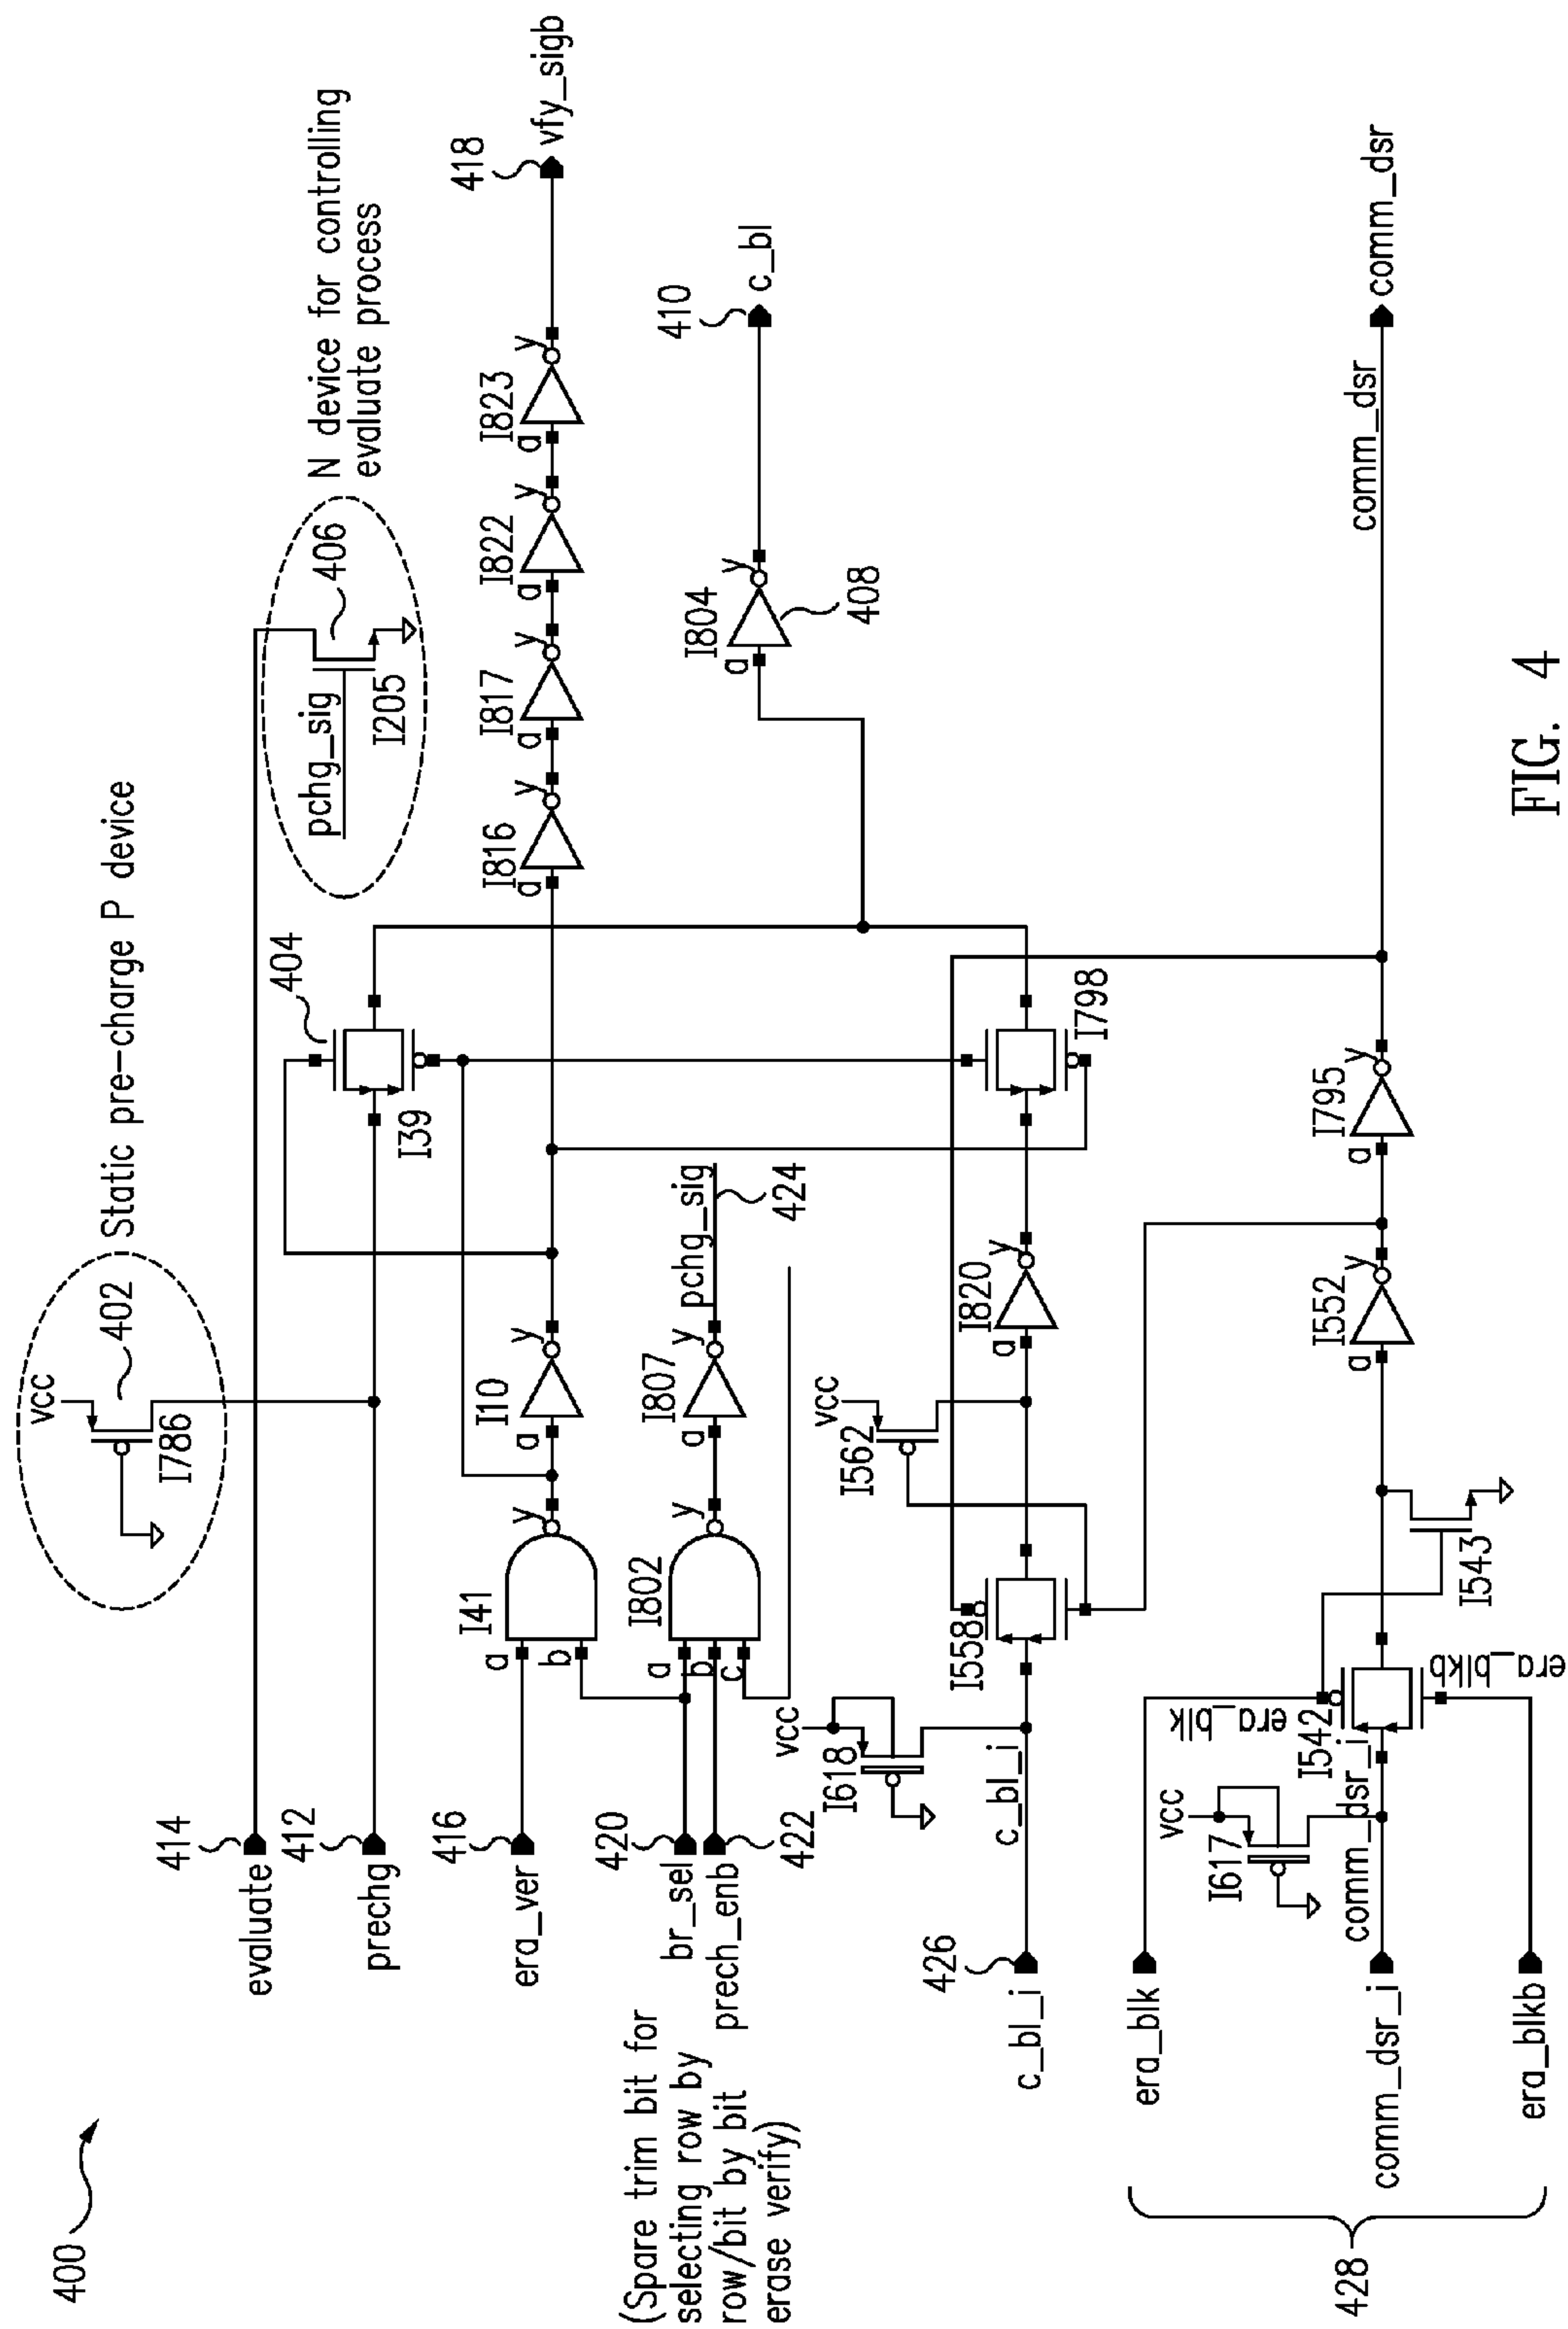 400
Static pre-charge P device
vcc
402
I786
N device for controlling
evaluate process
406
pchg_sig
I205
414
evaluate
412
prechg
404
I39
416
era_ver
a
b
I41
y
a
I10
y
a
I816
y
a
I817
y
a
I822
y
a
I823
y
418
vfy_sigb
420
br_sel
prech_enb
422
(Spare trim bit for
selecting row by
row/bit by bit
erase verify)
a
b
c
I802
y
a
I807
y
pchg_sig
424
a
I804
y
408
410
c_bl
vcc
I618
426
c_bl_i
c_bl_i
I558
vcc
I562
a
I820
y
I798
era_blk
era_blk
vcc
I617
comm_dsr_i
comm_dsr_i
I542
era_blkb
era_blkb
I543
a
I552
y
a
I795
y
comm_dsr
comm_dsr
428
FIG. 4